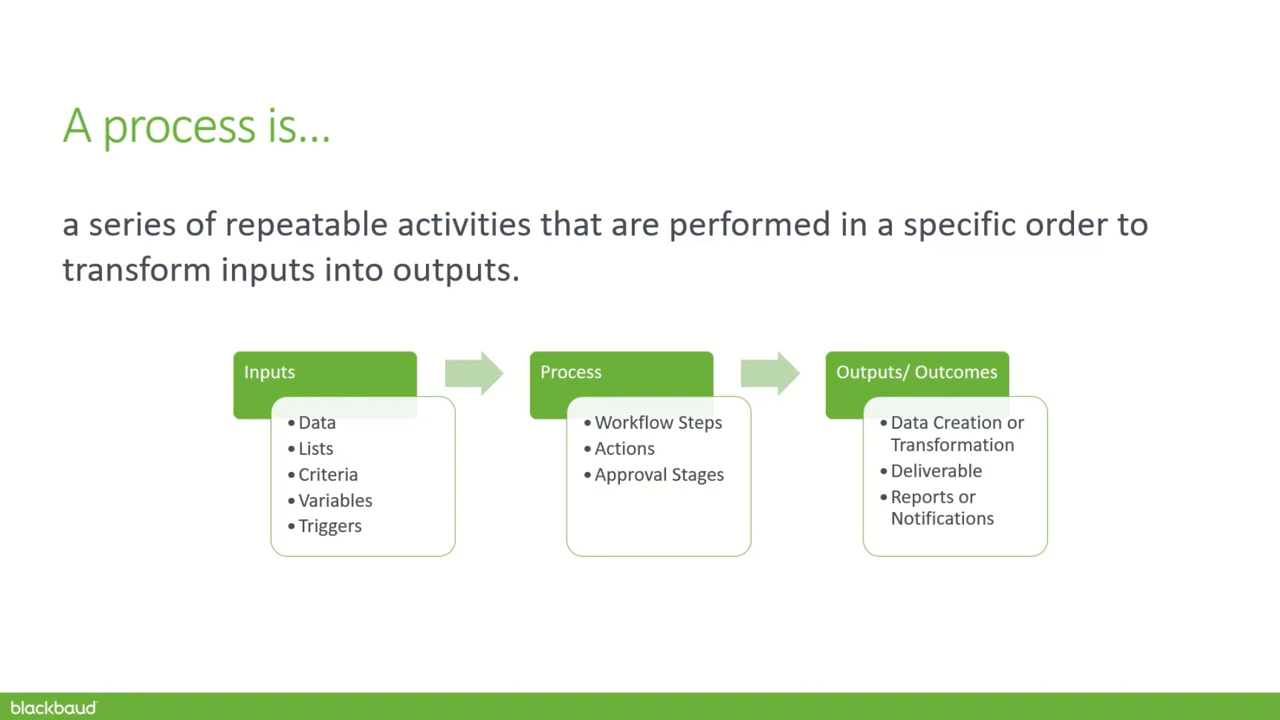 A process is...
a series of repeatable activities that are performed in a specific order to
transform inputs into outputs.
Inputs
• Data
• Lists
• Criteria
• Variables
• Triggers
Process
• Workflow Steps
• Actions
• Approval Stages
Outputs/ Outcomes
• Data Creation or
Transformation
• Deliverable
• Reports or
Notifications
blackbaud